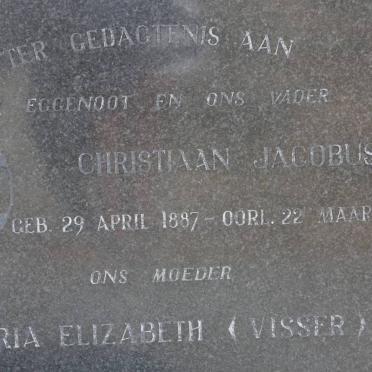 TER GEDAGTENIS AAN
EGGENOOT EN ONS VADER
CHRISTIAAN JACOBUS
GEB. 29 APRIL 1887 - OORL. 22 MAAR
ONS MOEDER
RIA ELIZABETH (VISSER)